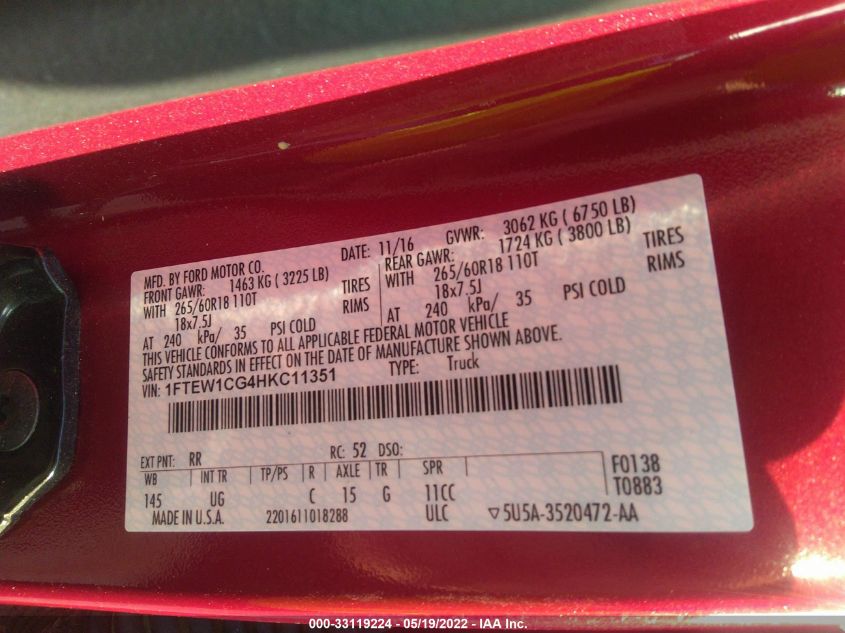 MFD. BY FORD MOTOR CO. DATE: 11/16 GVWR: 3062 KG ( 6750 LB)
FRONT GAWR: 1463 KG ( 3225 LB) REAR GAWR: 1724 KG ( 3800 LB)
WITH 265/60R18 110T TIRES WITH 265/60R18 110T TIRES
18x7.5J RIMS 18x7.5J RIMS
AT 240 kPa/ 35 PSI COLD AT 240 kPa/ 35 PSI COLD
THIS VEHICLE CONFORMS TO ALL APPLICABLE FEDERAL MOTOR VEHICLE
SAFETY STANDARDS IN EFFECT ON THE DATE OF MANUFACTURE SHOWN ABOVE.
VIN: 1FTEW1CG4HKC11351 TYPE: Truck
EXT PNT: RR RC: 52 DSO:
WB INT TR TP/PS R AXLE TR SPR F0138
145 UG C 15 G 11CC T0883
MADE IN U.S.A. 2201611018288 ULC ▽5U5A-3520472-AA
000-33119224 - 05/19/2022 - IAA Inc.